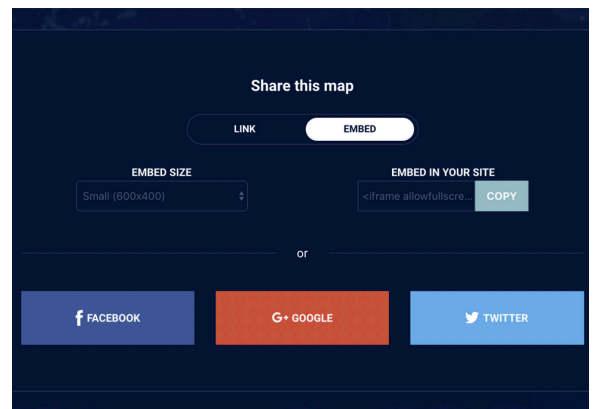 Share this map
LINK EMBED
EMBED SIZE EMBED IN YOUR SITE
Small (600x400) <iframe allowfullscre... COPY
or
FACEBOOK G+ GOOGLE TWITTER